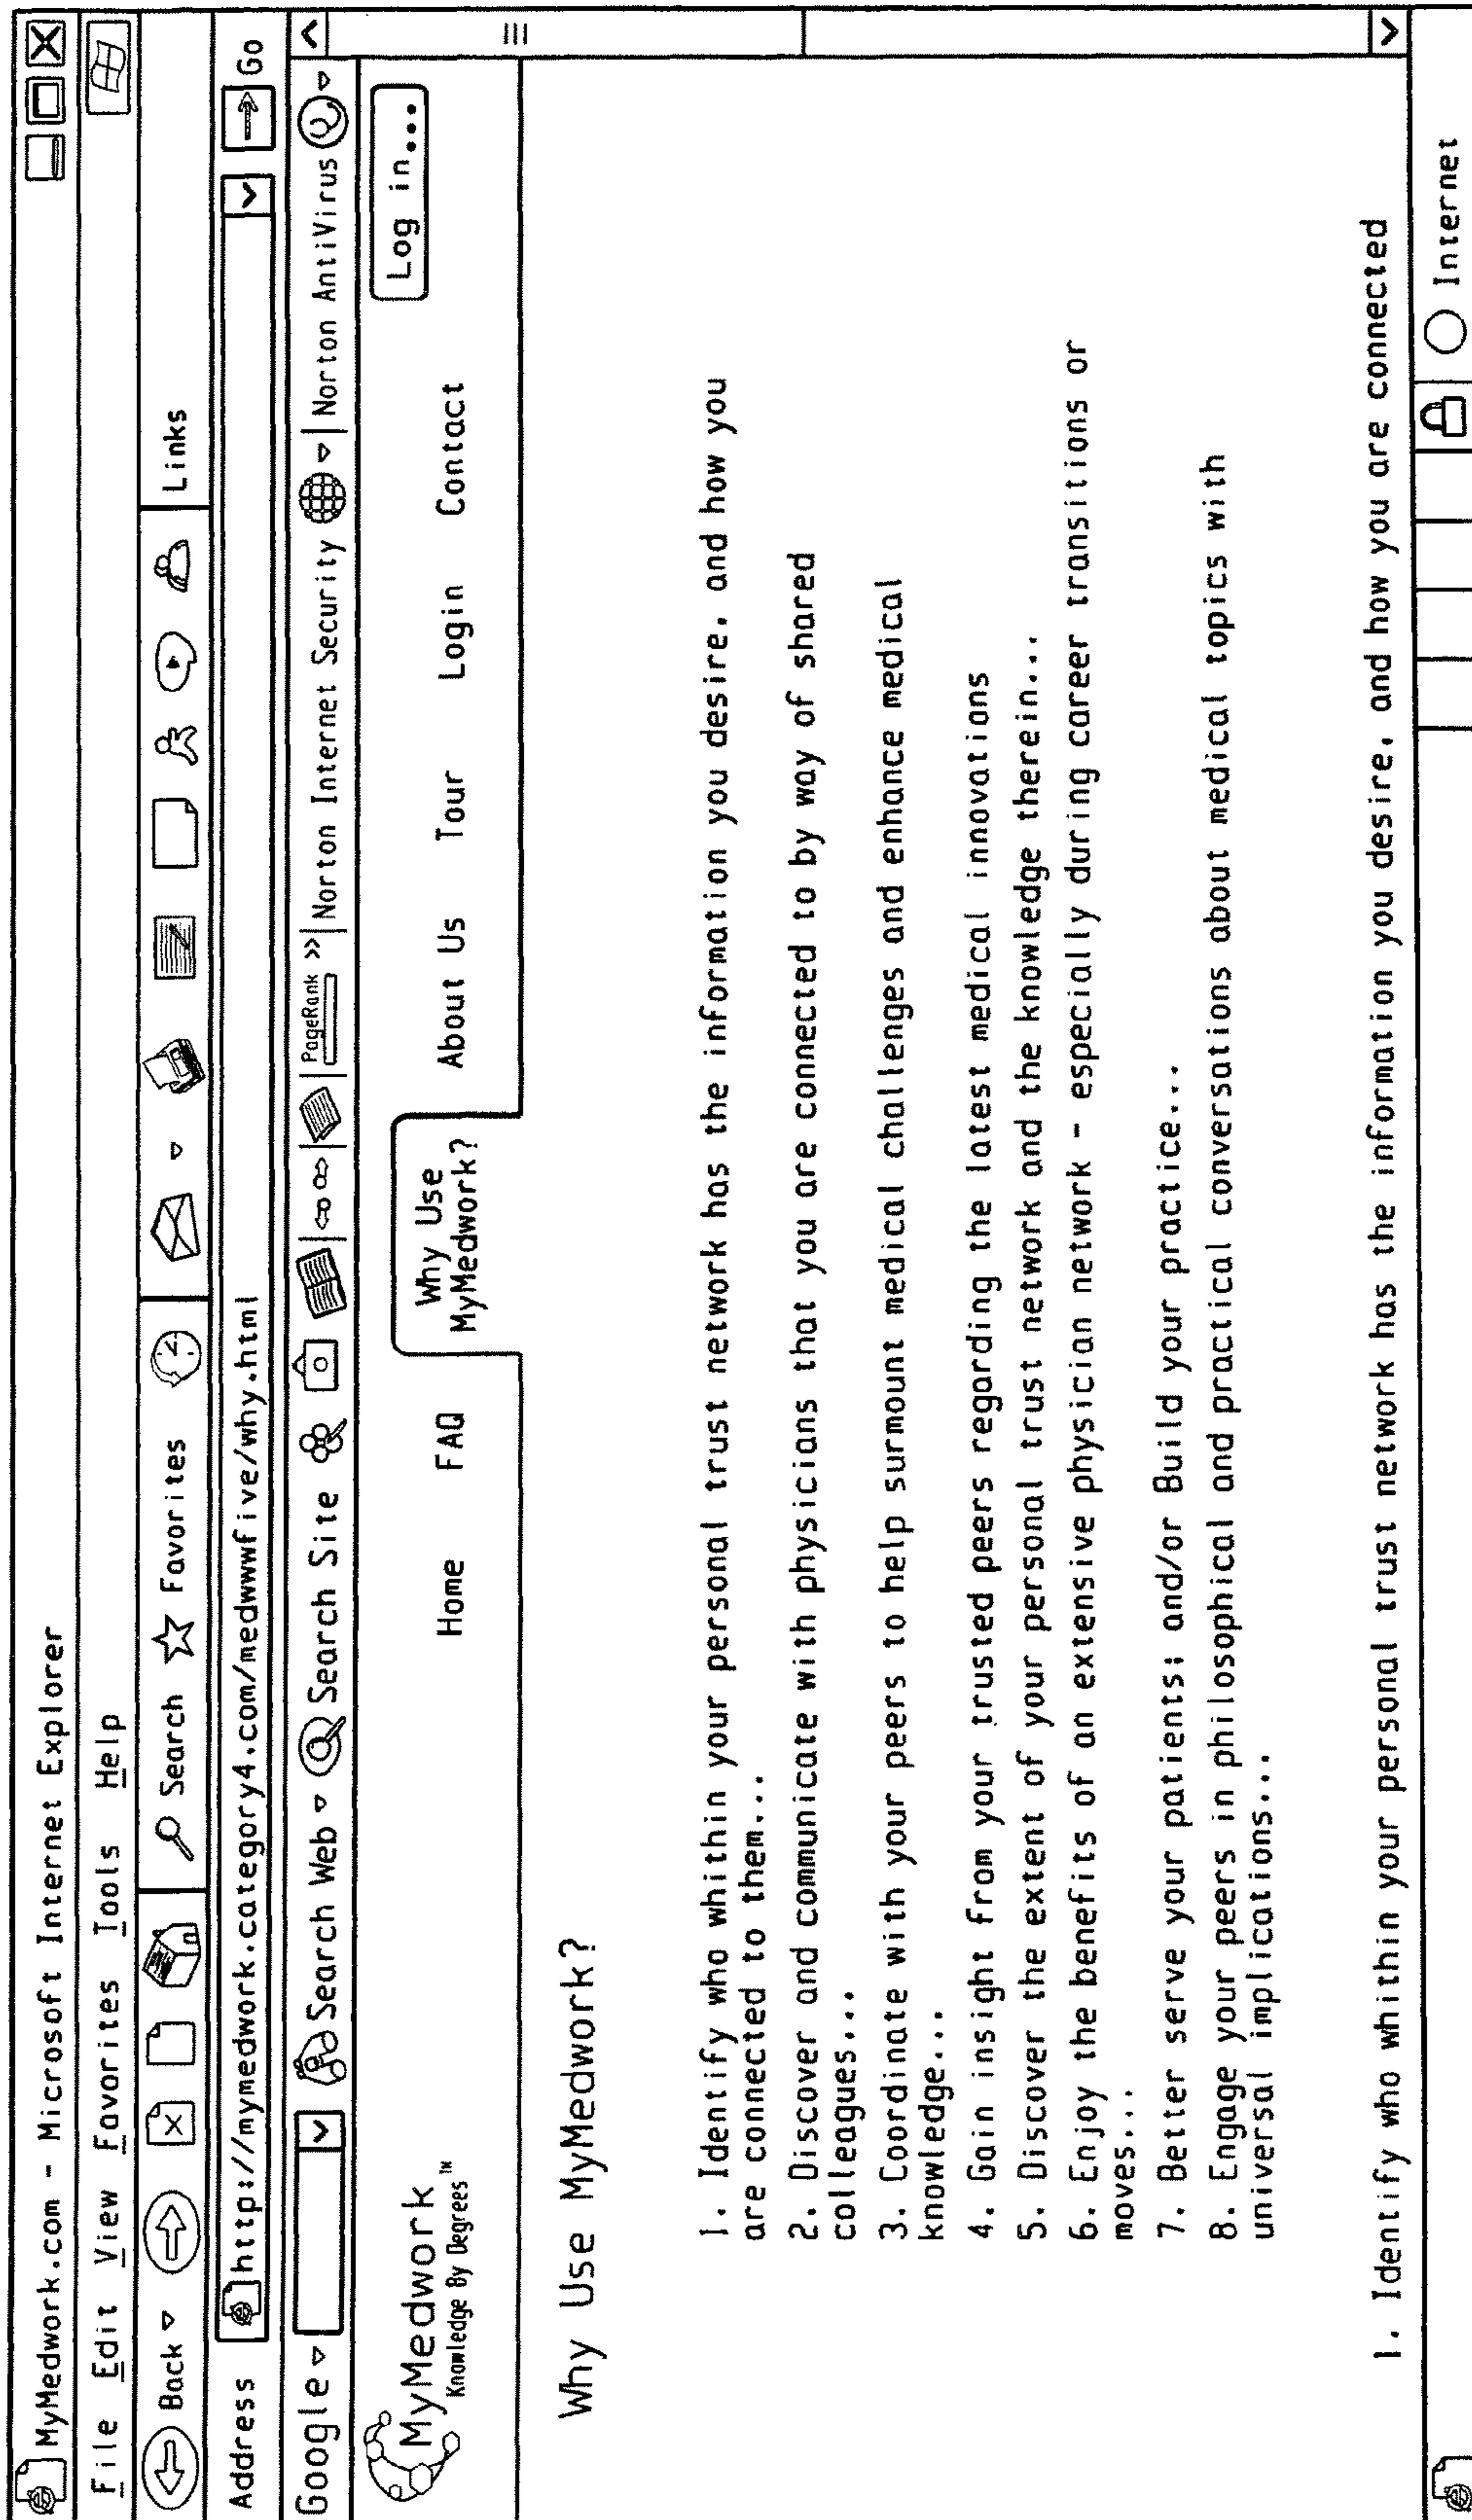 MyMedwork.com - Microsoft Internet Explorer
File Edit View Favorites Tools Help
Back Search Favorites Links
Address http://mymedwork.category4.com/medwwwfive/why.html Go
Google Search Web Search Site PageRank >> Norton Internet Security Norton AntiVirus
MyMedwork
Knowledge By Degrees™
Log in...
Home FAQ Why Use MyMedwork? About Us Tour Login Contact
Why Use MyMedwork?
1. Identify who whithin your personal trust network has the information you desire, and how you
are connected to them...
2. Discover and communicate with physicians that you are connected to by way of shared
colleagues...
3. Coordinate with your peers to help surmount medical challenges and enhance medical
knowledge...
4. Gain insight from your trusted peers regarding the latest medical innovations
5. Discover the extent of your personal trust network and the knowledge therein...
6. Enjoy the benefits of an extensive physician network - especially during career transitions or
moves...
7. Better serve your patients; and/or Build your practice...
8. Engage your peers in philosophical and practical conversations about medical topics with
universal implications...
1. Identify who whithin your personal trust network has the information you desire, and how you are connected
Internet